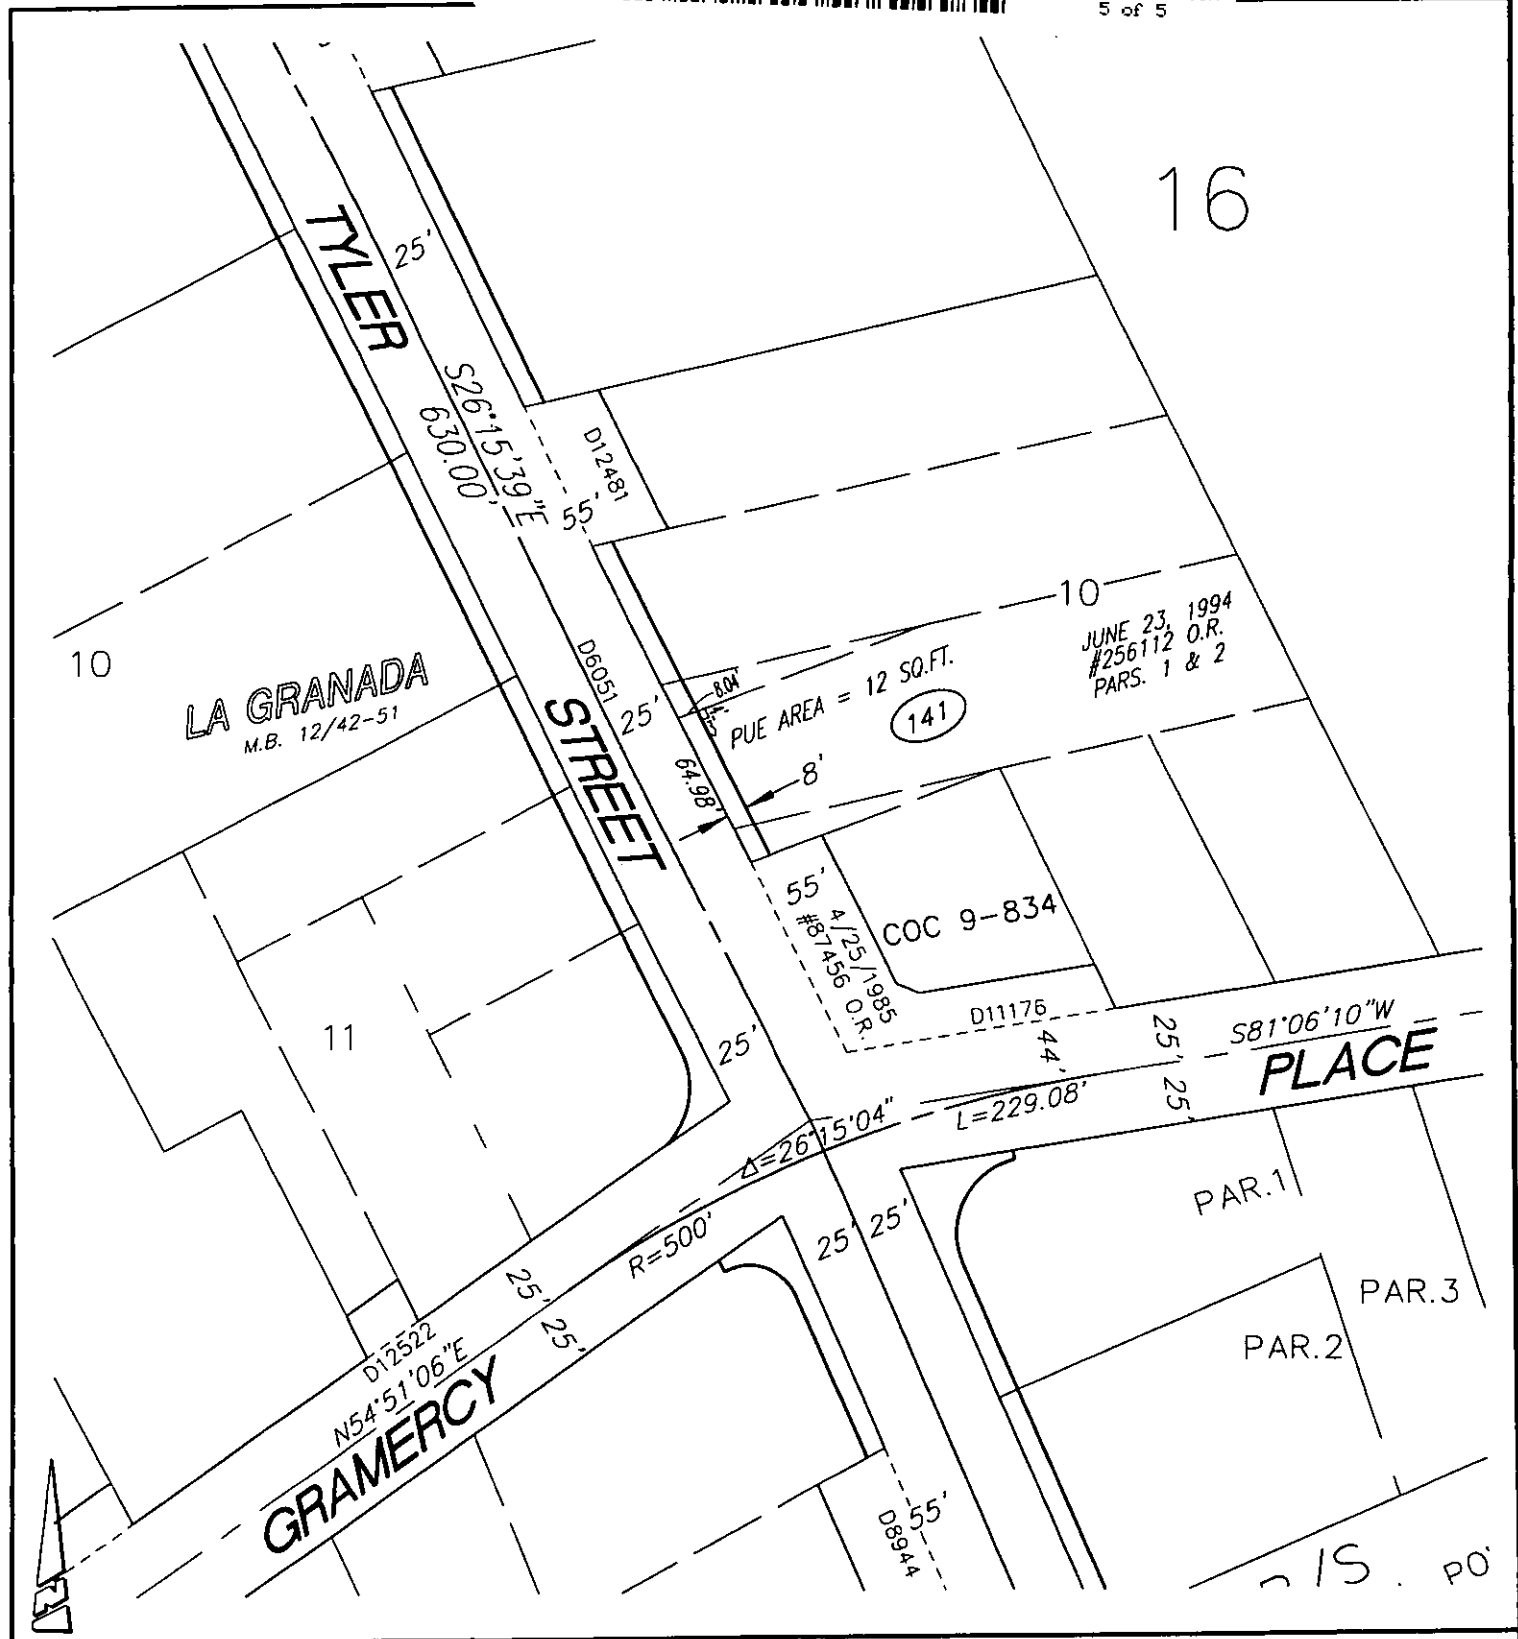 5 of 5
16
TYLER
25'
S26°15'39"E
630.00'
D12481
55'
10
JUNE 23, 1994
#256112 O.R.
PARS. 1 & 2
10
D6051
LA GRANADA
M.B. 12/42-51
STREET
25'
8.04'
PUE AREA = 12 SQ.FT.
141
64.98'
8'
55'
4/25/1985
#87456 O.R.
COC 9-834
11
25'
D11176
44'
25'
25'
S81°06'10"W
PLACE
L=229.08'
Δ=26°15'04"
R=500'
25'
25'
PAR.1
25'
25'
PAR.3
PAR.2
D12522
N54°51'06"E
GRAMERCY
55'
D8944